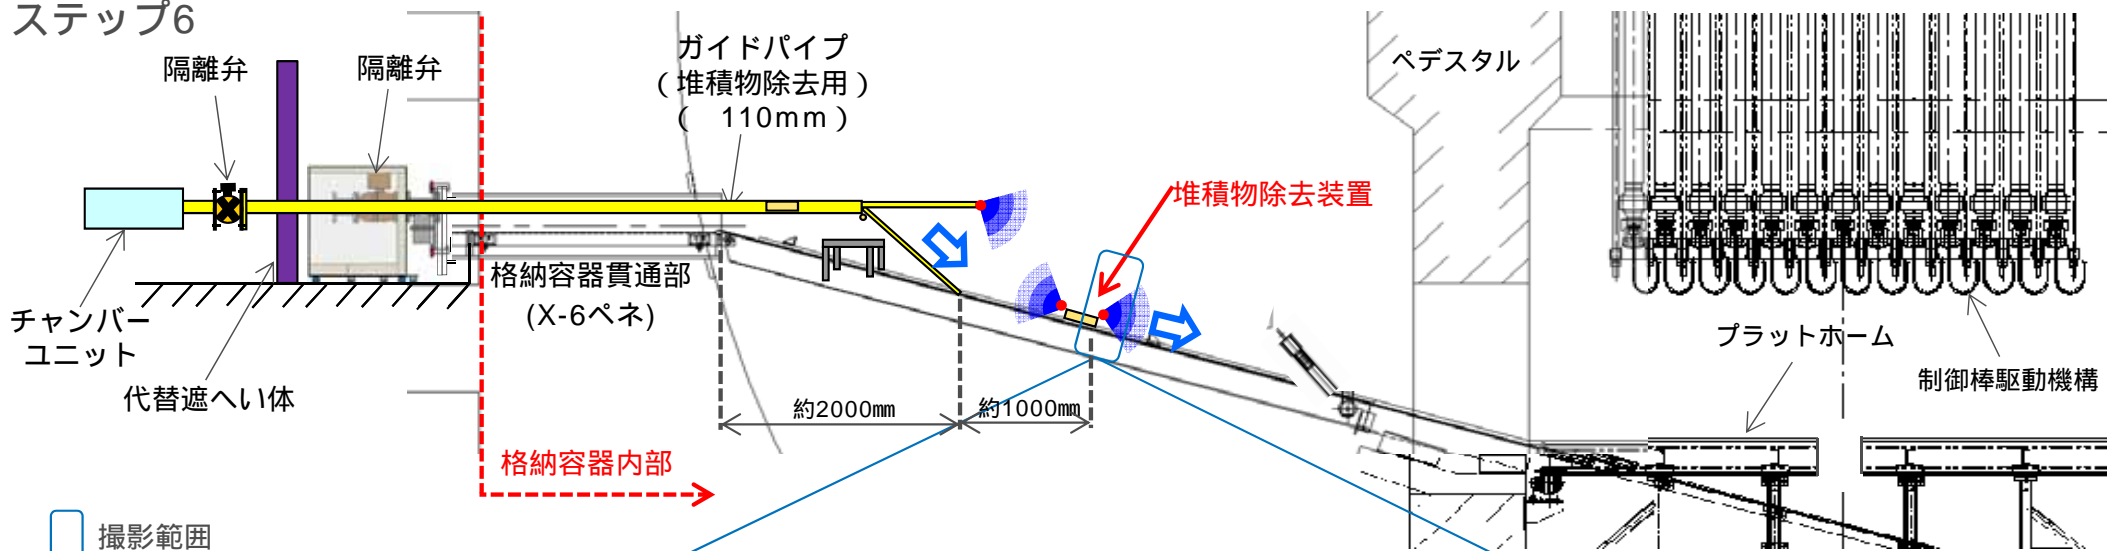 ステップ6
隔離弁
隔離弁
ガイドパイプ
(堆積物除去用)
( 110mm)
ペデスタル
堆積物除去装置
格納容器貫通部
(X-6ペネ)
チャンバー
ユニット
代替遮へい体
プラットホーム
制御棒駆動機構
約2000㎜
約1000㎜
格納容器内部
撮影範囲